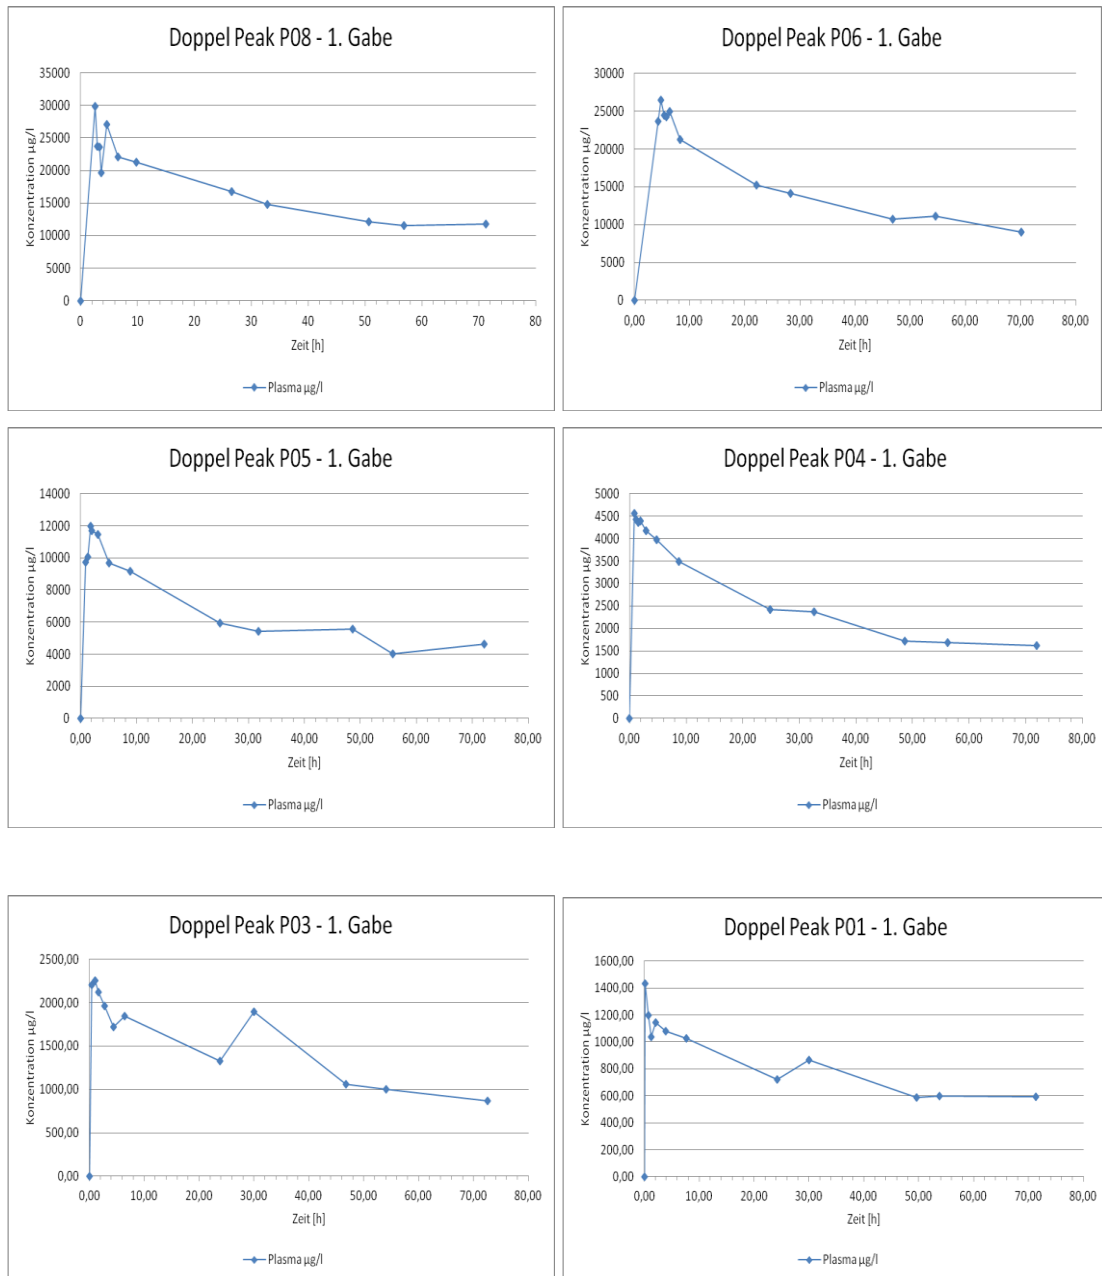 Doppel Peak P08 - 1. Gabe
Konzentration µg/l
35000
30000
25000
20000
15000
10000
5000
0
0 10 20 30 40 50 60 70 80
Zeit [h]
Plasma µg/l
Doppel Peak P06 - 1. Gabe
Konzentration µg/l
30000
25000
20000
15000
10000
5000
0
0,00 10,00 20,00 30,00 40,00 50,00 60,00 70,00 80,00
Zeit [h]
Plasma µg/l
Doppel Peak P05 - 1. Gabe
Konzentration µg/l
14000
12000
10000
8000
6000
4000
2000
0
0,00 10,00 20,00 30,00 40,00 50,00 60,00 70,00 80,00
Zeit [h]
Plasma µg/l
Doppel Peak P04 - 1. Gabe
Konzentration µg/l
5000
4500
4000
3500
3000
2500
2000
1500
1000
500
0
0,00 10,00 20,00 30,00 40,00 50,00 60,00 70,00 80,00
Zeit [h]
Plasma µg/l
Doppel Peak P03 - 1. Gabe
Konzentration µg/l
2500,00
2000,00
1500,00
1000,00
500,00
0,00
0,00 10,00 20,00 30,00 40,00 50,00 60,00 70,00 80,00
Zeit [h]
Plasma µg/l
Doppel Peak P01 - 1. Gabe
Konzentration µg/l
1600,00
1400,00
1200,00
1000,00
800,00
600,00
400,00
200,00
0,00
0,00 10,00 20,00 30,00 40,00 50,00 60,00 70,00 80,00
Zeit [h]
Plasma µg/l